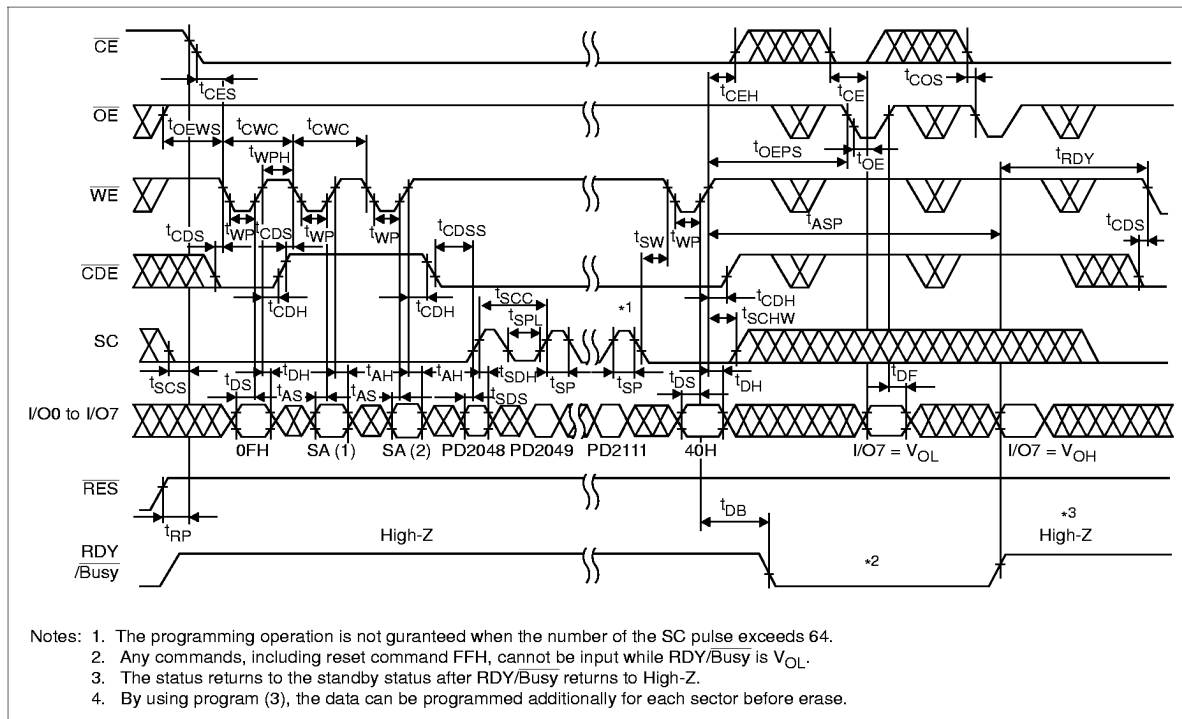 CE
tCES
tCEH
tCE
tCOS
OE
tOEWS
tCWC
tCWC
tWPH
tOEPS
tOE
tRDY
WE
tCDS
tWP
tCDS
tWP
tWP
tCDSS
tSW
tWP
tASP
tCDS
CDE
tCDH
tCDH
tSCC
tSPL
*1
tCDH
tSCHW
SC
tSCS
tDS
tDH
tAS
tAH
tAS
tAH
tSDH
tSDS
tSP
tSP
tDS
tDH
tDF
I/O0 to I/O7
0FH
SA (1)
SA (2)
PD2048
PD2049
PD2111
40H
I/O7 = VOL
I/O7 = VOH
RES
tRP
tDB
High-Z
*3
High-Z
RDY
/Busy
*2
Notes: 1. The programming operation is not guranteed when the number of the SC pulse exceeds 64.
2. Any commands, including reset command FFH, cannot be input while RDY/Busy is VOL.
3. The status returns to the standby status after RDY/Busy returns to High-Z.
4. By using program (3), the data can be programmed additionally for each sector before erase.